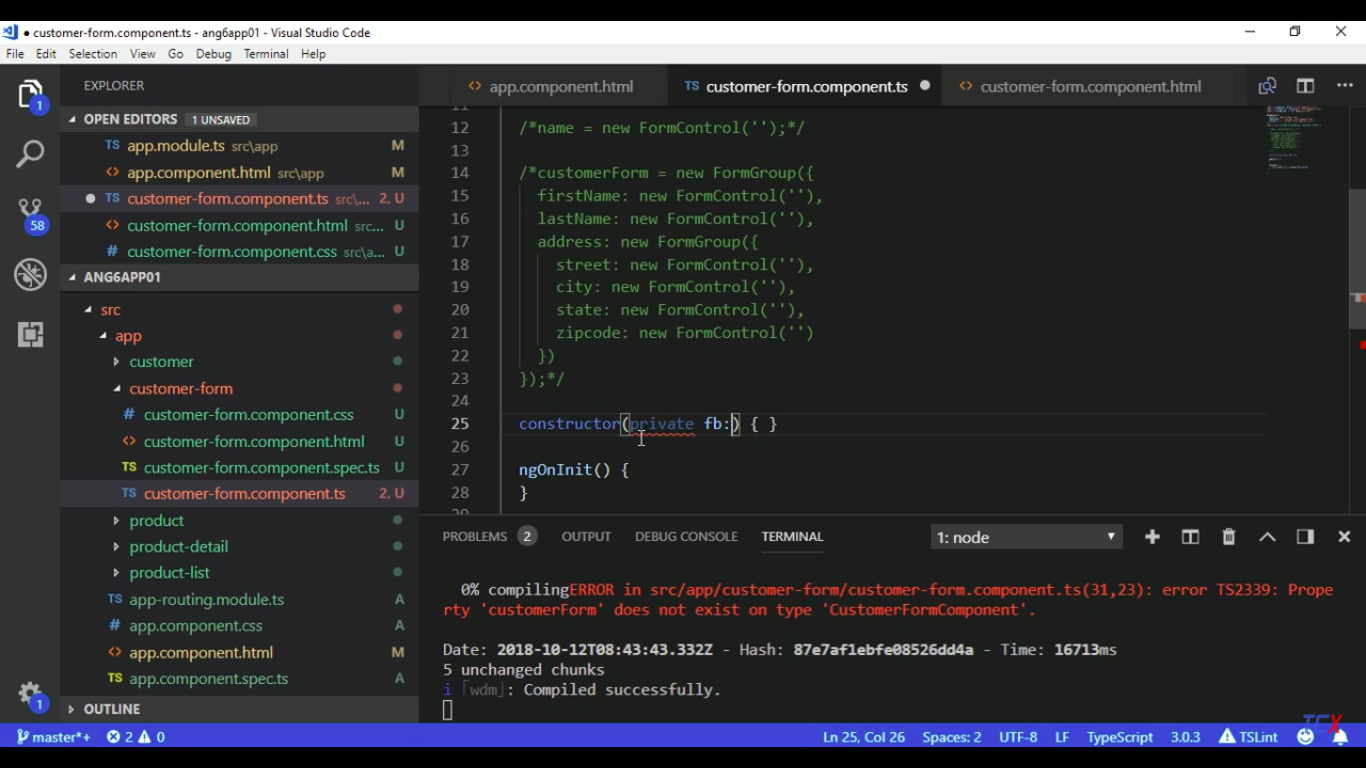 customer-form.component.ts - ang6app01 - Visual Studio Code
File Edit Selection View Go Debug Terminal Help
EXPLORER
OPEN EDITORS 1 UNSAVED
TS app.module.ts src\app M
<> app.component.html src\app M
TS customer-form.component.ts src\... 2, U
<> customer-form.component.html src... U
# customer-form.component.css src\a... U
ANG6APP01
src
app
customer
customer-form
# customer-form.component.css U
<> customer-form.component.html U
TS customer-form.component.spec.ts U
TS customer-form.component.ts 2, U
product
product-detail
product-list
app-routing.module.ts A
app.component.css A
<> app.component.html M
TS app.component.spec.ts A
OUTLINE
1
58
1
<> app.component.html
TS customer-form.component.ts
<> customer-form.component.html
11
12 /*name = new FormControl('');*/
13
14 /*customerForm = new FormGroup({
15 firstName: new FormControl(''),
16 lastName: new FormControl(''),
17 address: new FormGroup({
18 street: new FormControl(''),
19 city: new FormControl(''),
20 state: new FormControl(''),
21 zipcode: new FormControl('')
22 })
23 });*/
24
25 constructor(private fb:) { }
26
27 ngOnInit() {
28 }
29
PROBLEMS 2 OUTPUT DEBUG CONSOLE TERMINAL 1: node
0% compilingERROR in src/app/customer-form/customer-form.component.ts(31,23): error TS2339: Prope
rty 'customerForm' does not exist on type 'CustomerFormComponent'.
Date: 2018-10-12T08:43:43.332Z - Hash: 87e7af1ebfe08526dd4a - Time: 16713ms
5 unchanged chunks
i ｢wdm｣: Compiled successfully.
master*+ 2 0 Ln 25, Col 26 Spaces: 2 UTF-8 LF TypeScript 3.0.3 TSLint